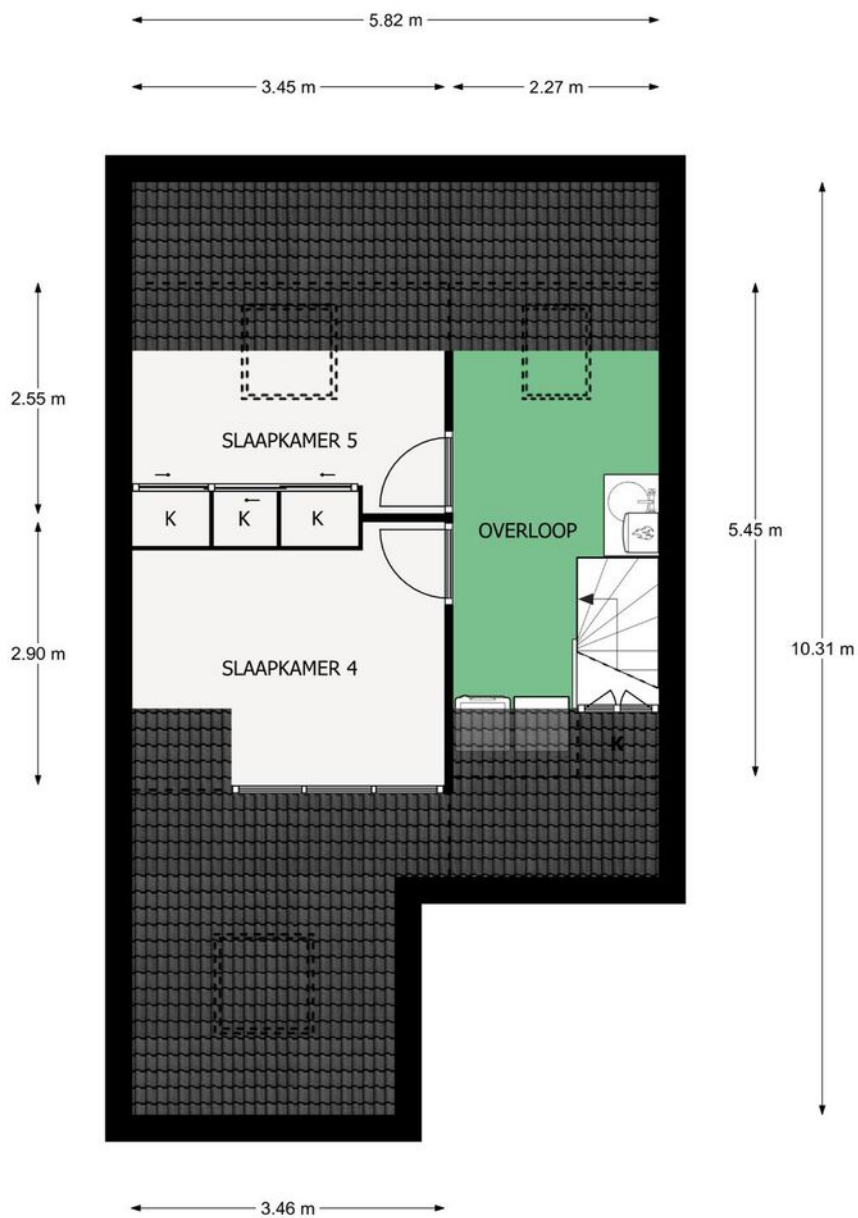 5.82 m
3.45 m
2.27 m
2.55 m
SLAAPKAMER 5
K
K
K
OVERLOOP
5.45 m
2.90 m
SLAAPKAMER 4
10.31 m
K
3.46 m